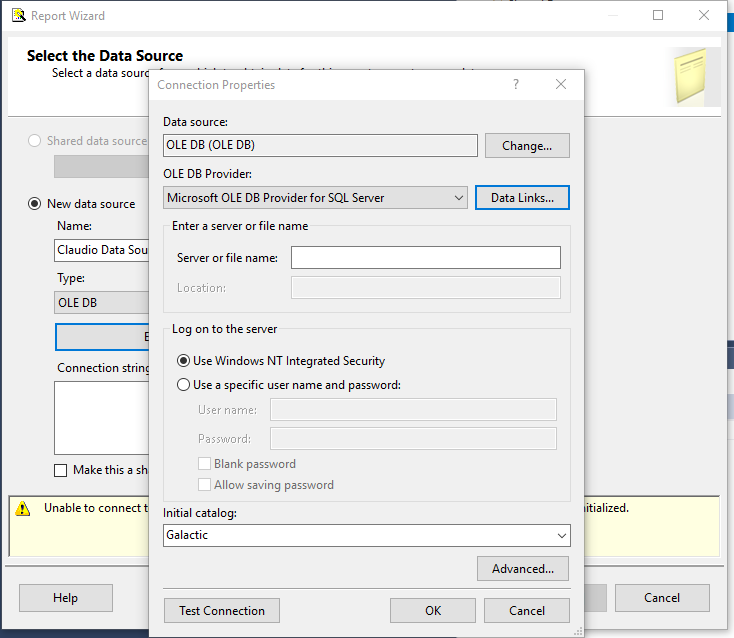 Report Wizard
Select the Data Source
Select a data source
Connection Properties
?
Data source:
OLE DB (OLE DB)
Change...
OLE DB Provider:
Microsoft OLE DB Provider for SQL Server
Data Links...
Enter a server or file name
Server or file name:
Location:
Log on to the server
Use Windows NT Integrated Security
Use a specific user name and password:
User name:
Password:
Blank password
Allow saving password
Initial catalog:
Galactic
Advanced...
Test Connection
OK
Cancel
Shared data source
New data source
Name:
Claudio Data Sou
Type:
OLE DB
Connection string
Make this a sha
Unable to connect t
initialized.
Help
Cancel